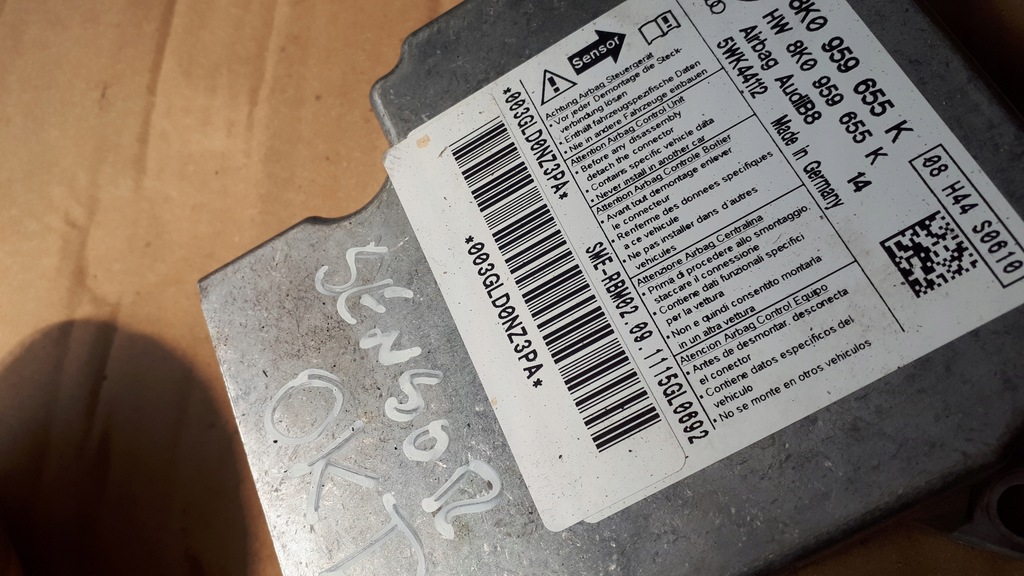 8K0 959 655 K
HW 8K0 959 655 K 14
Airbag AudiB8
5WK44112
Made in Germany
08 H44 S0610
Sensor
Achtung Airbag Steuergerät
• Vor jeder Demontage die Steck-
verbindung lösen
• Enthält fahrzeugspezifische Daten
• Nie in andere Fahrzeuge einbauen
Attention Airbag Control Unit
• Before any disassembly
detach the connector
• Contains specific vehicle data
• Never install in another car
Attention Airbag Controle Boitier
• Avant tout demontage enlever
le connecteur
• Renferme des donnees specifiques
a ce vehicule
• Ne pas installer dans d'autres
vehicules
Attenzione Airbag Centralina
• Prima di procedere allo smontaggio
staccare il connessione
• Contiene dati funzionali specifici
per la vettura
• Non e quindi consentito montarla
in un altra vettura
Atencion Airbag Control Equipo
• Antes de desmontar, desconecta
el conector
• Contiene datos especificos del
vehiculo
• No se monte en otros vehiculos
*003GLD0NZ3PA*
SME-RBW02 09 1115GL0692
*003GLD0NZ3PA*
SENSOR
OKT